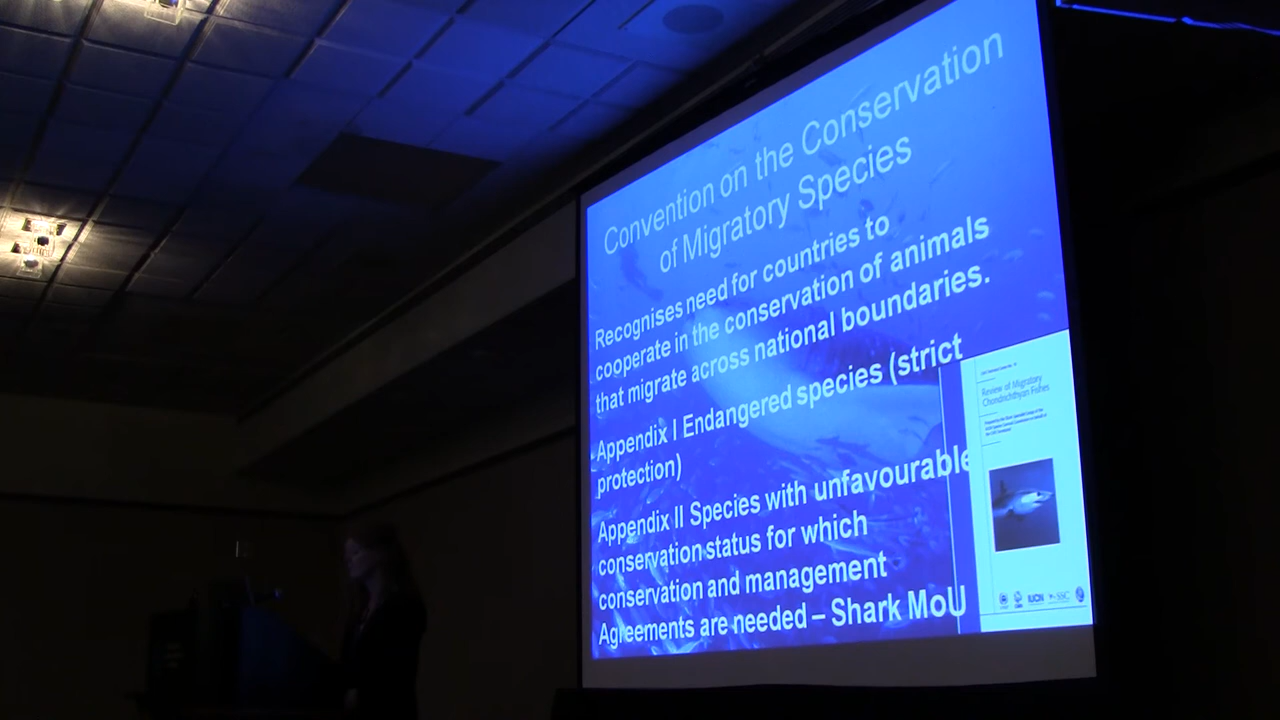 Convention on the Conservation
of Migratory Species
Recognises need for countries to
cooperate in the conservation of animals
that migrate across national boundaries.
Appendix I Endangered species (strict
protection)
Appendix II Species with unfavourable
conservation status for which
conservation and management
Agreements are needed – Shark MoU
Review of Migratory
Chondrichthyan Fishes
IUCN
SSC